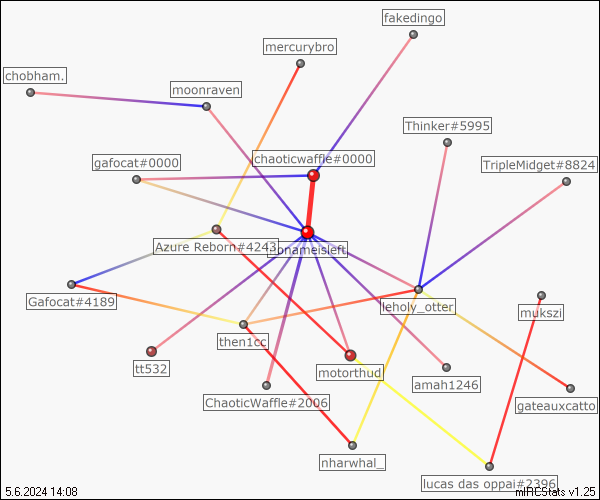 fakedingo
mercurybro
chobham.
moonraven
Thinker#5995
chaoticwaffle#0000
gafocat#0000
TripleMidget#8824
Azure Reborn#4243
onameisleft
Gafocat#4189
leholy_otter
mukszi
then1cc
tt532
motorthud
amah1246
ChaoticWaffle#2006
gateauxcatto
nharwhal_
lucas das oppai#2396
5.6.2024 14:08
mIRCStats v1.25